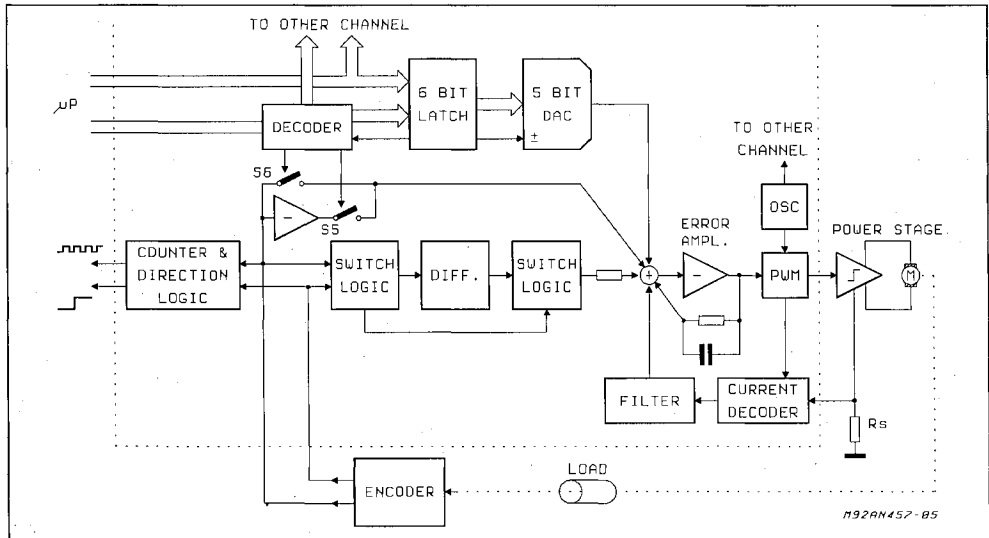 TO OTHER CHANNEL
µP
6 BIT
LATCH
5 BIT
DAC
±
DECODER
TO OTHER
CHANNEL
S6
S5
OSC
ERROR
AMPL.
POWER STAGE
COUNTER &
DIRECTION
LOGIC
SWITCH
LOGIC
DIFF.
SWITCH
LOGIC
+
-
PWM
M
FILTER
CURRENT
DECODER
Rs
ENCODER
LOAD
M92AN457-05